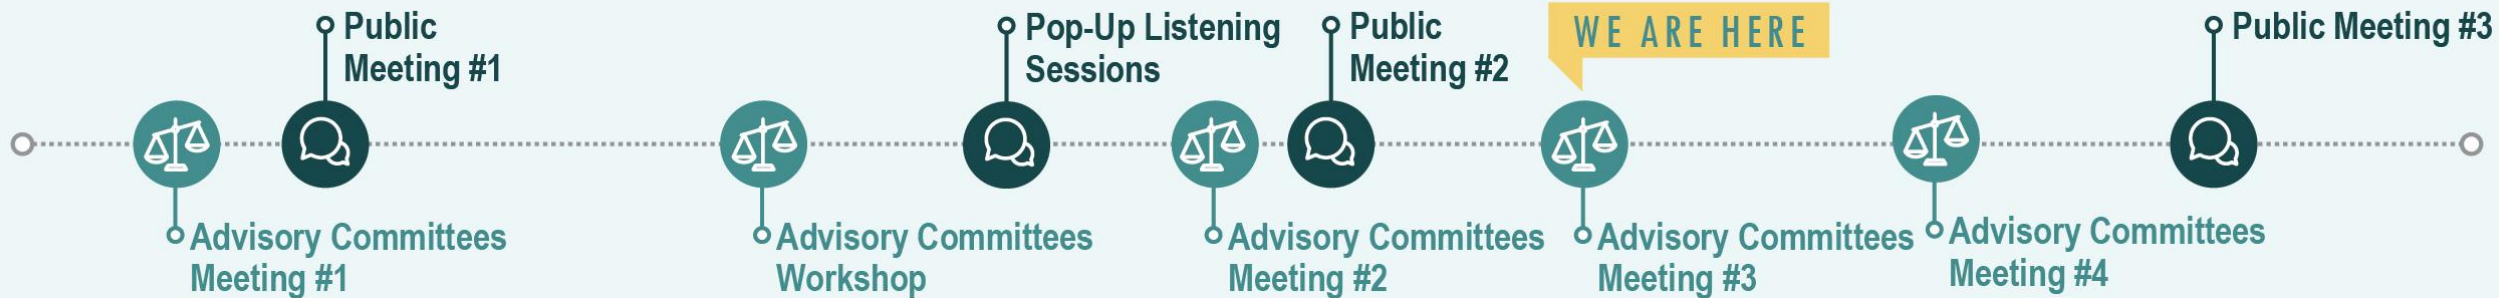 Public
Meeting #1
Pop-Up Listening
Sessions
Public
Meeting #2
WE ARE HERE
Public Meeting #3
Advisory Committees
Meeting #1
Advisory Committees
Workshop
Advisory Committees
Meeting #2
Advisory Committees
Meeting #3
Advisory Committees
Meeting #4